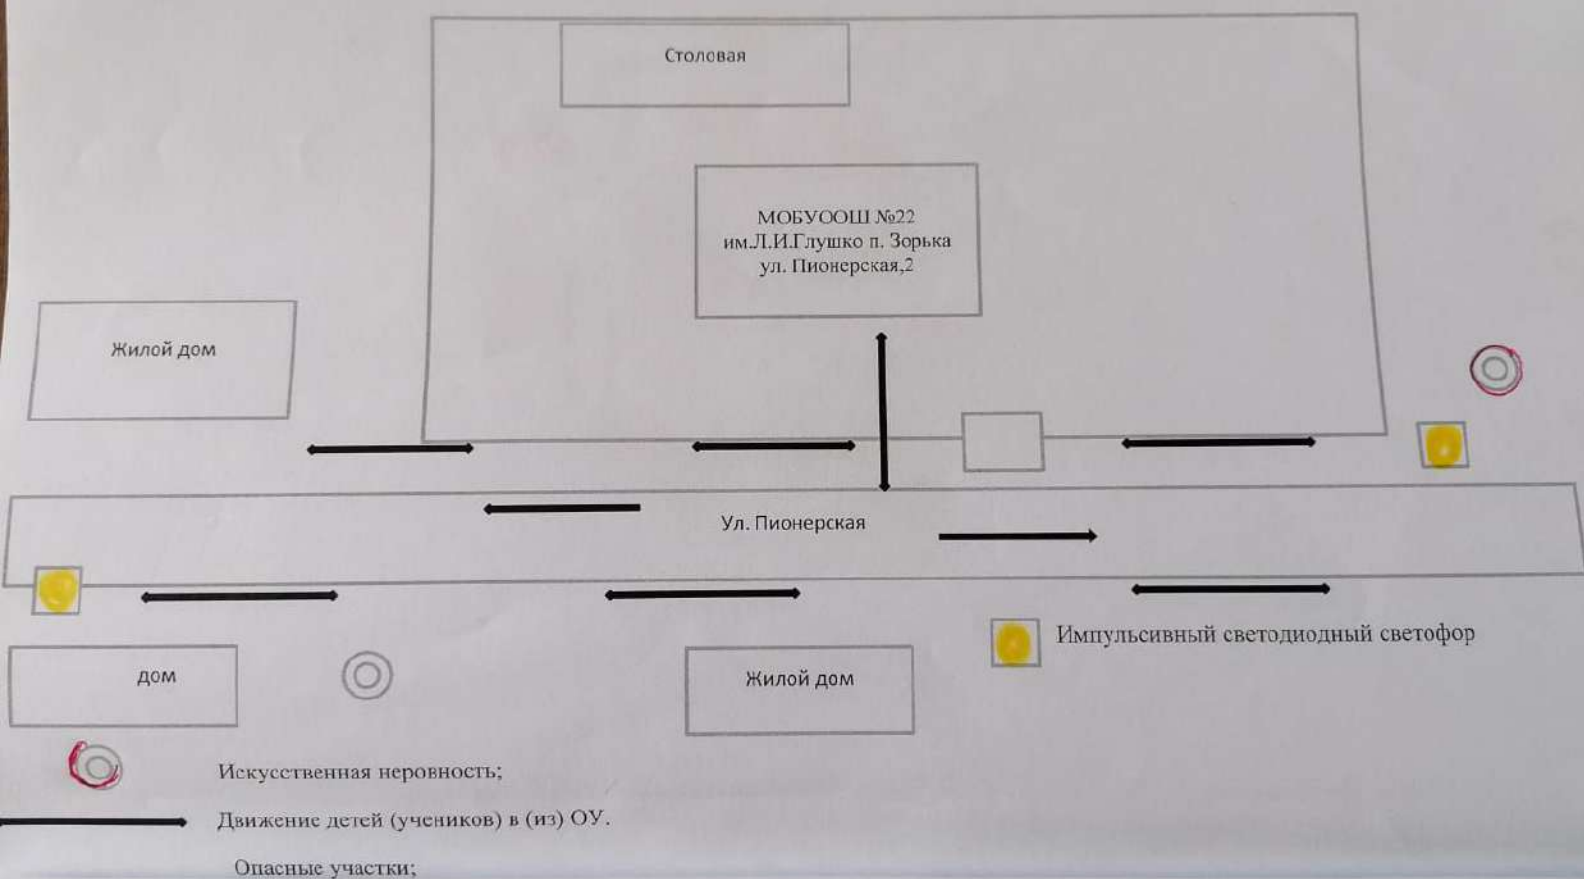 Столовая
МОБУООШ №22
им.Л.И.Глушко п. Зорька
ул. Пионерская,2
Жилой дом
Ул. Пионерская
Импульсивный светодиодный светофор
дом
Жилой дом
Искусственная неровность;
Движение детей (учеников) в (из) ОУ.
Опасные участки;